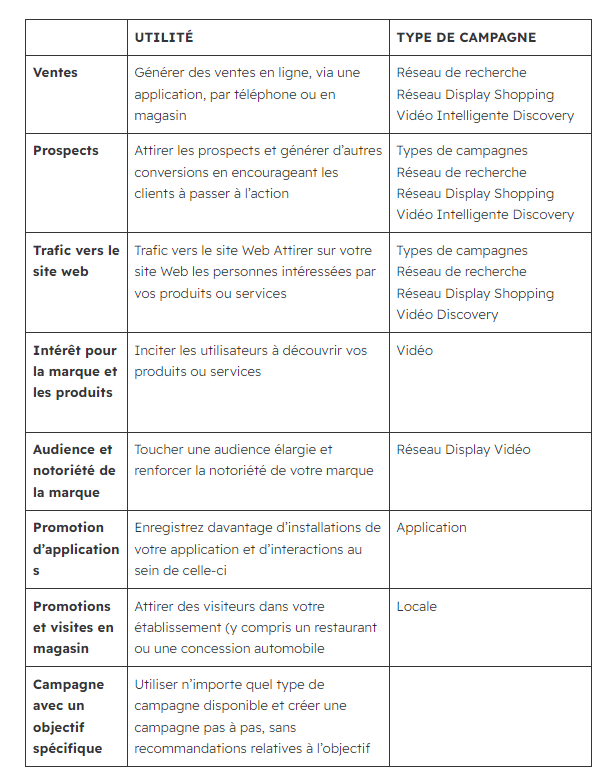 UTILITÉ TYPE DE CAMPAGNE
Ventes
Générer des ventes en ligne, via une
application, par téléphone ou en
magasin
Réseau de recherche
Réseau Display Shopping
Vidéo Intelligente Discovery
Prospects
Attirer les prospects et générer d’autres
conversions en encourageant les
clients à passer à l’action
Types de campagnes
Réseau de recherche
Réseau Display Shopping
Vidéo Intelligente Discovery
Trafic vers le
site web
Trafic vers le site Web Attirer sur votre
site Web les personnes intéressées par
vos produits ou services
Types de campagnes
Réseau de recherche
Réseau Display Shopping
Vidéo Discovery
Intérêt pour
la marque et
les produits
Inciter les utilisateurs à découvrir vos
produits ou services
Vidéo
Audience et
notoriété de
la marque
Toucher une audience élargie et
renforcer la notoriété de votre marque
Réseau Display Vidéo
Promotion
d’application
s
Enregistrez davantage d’installations de
votre application et d’interactions au
sein de celle-ci
Application
Promotions
et visites en
magasin
Attirer des visiteurs dans votre
établissement (y compris un restaurant
ou une concession automobile
Locale
Campagne
avec un
objectif
spécifique
Utiliser n’importe quel type de
campagne disponible et créer une
campagne pas à pas, sans
recommandations relatives à l’objectif